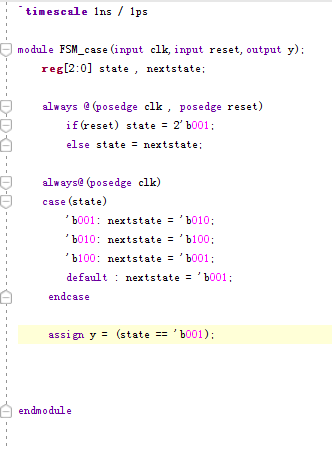 `timescale 1ns / 1ps
module FSM_case(input clk,input reset,output y);
reg[2:0] state , nextstate;
always @(posedge clk , posedge reset)
if(reset) state = 2'b001;
else state = nextstate;
always@(posedge clk)
case(state)
'b001: nextstate = 'b010;
'b010: nextstate = 'b100;
'b100: nextstate = 'b001;
default : nextstate = 'b001;
endcase
assign y = (state == 'b001);
endmodule